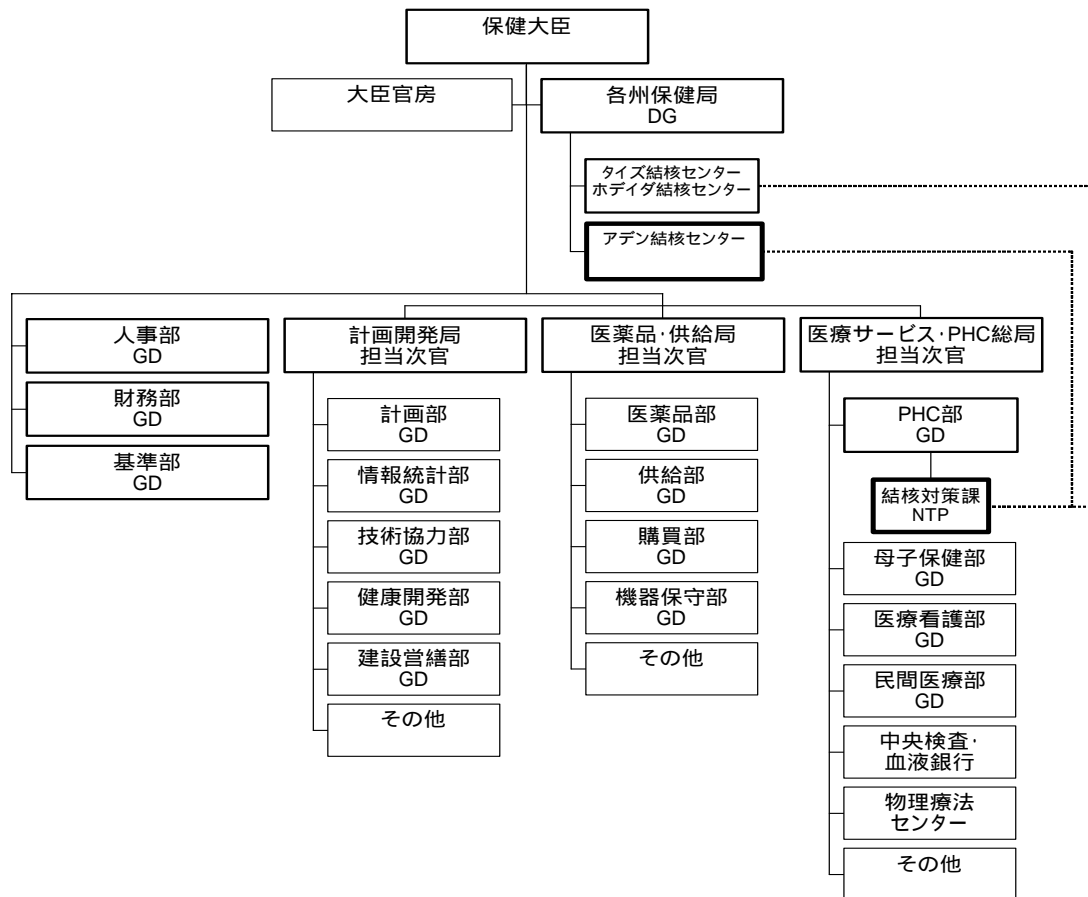 保健大臣
大臣官房
各州保健局
DG
タイズ結核センター
ホデイダ結核センター
アデン結核センター
人事部
GD
財務部
GD
基準部
GD
計画開発局
担当次官
計画部
GD
情報統計部
GD
技術協力部
GD
健康開発部
GD
建設営繕部
GD
その他
医薬品・供給局
担当次官
医薬品部
GD
供給部
GD
購買部
GD
機器保守部
GD
その他
医療サービス・PHC総局
担当次官
PHC部
GD
結核対策課
NTP
母子保健部
GD
医療看護部
GD
民間医療部
GD
中央検査・
血液銀行
物理療法
センター
その他